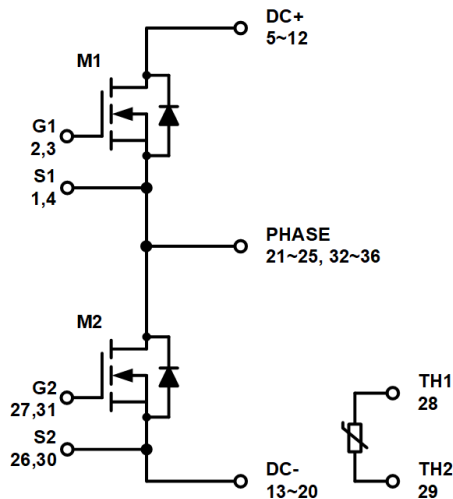 DC+
5~12
M1
G1
2,3
S1
1,4
PHASE
21~25, 32~36
M2
G2
27,31
S2
26,30
DC-
13~20
TH1
28
TH2
29